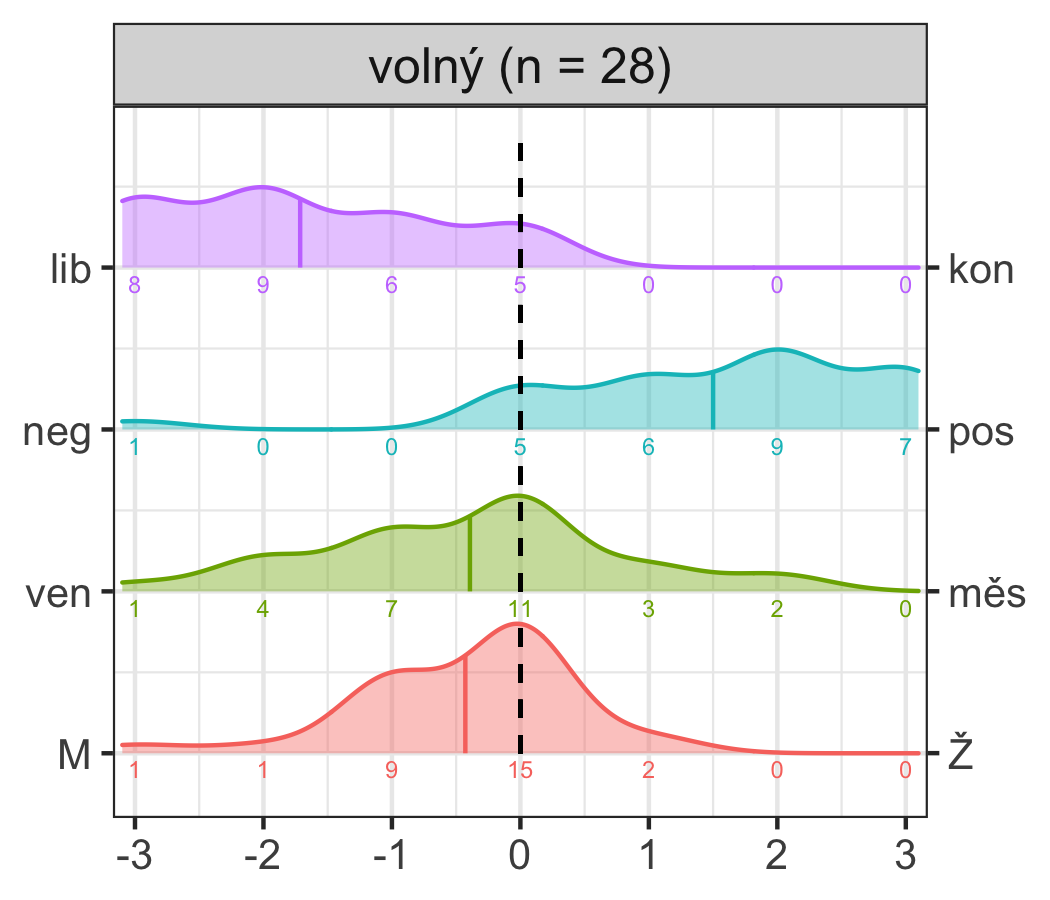 volný (n = 28)
lib kon
8 9 6 5 0 0 0
neg pos
1 0 0 5 6 9 7
ven měs
1 4 7 11 3 2 0
M Ž
1 1 9 15 2 0 0
-3 -2 -1 0 1 2 3